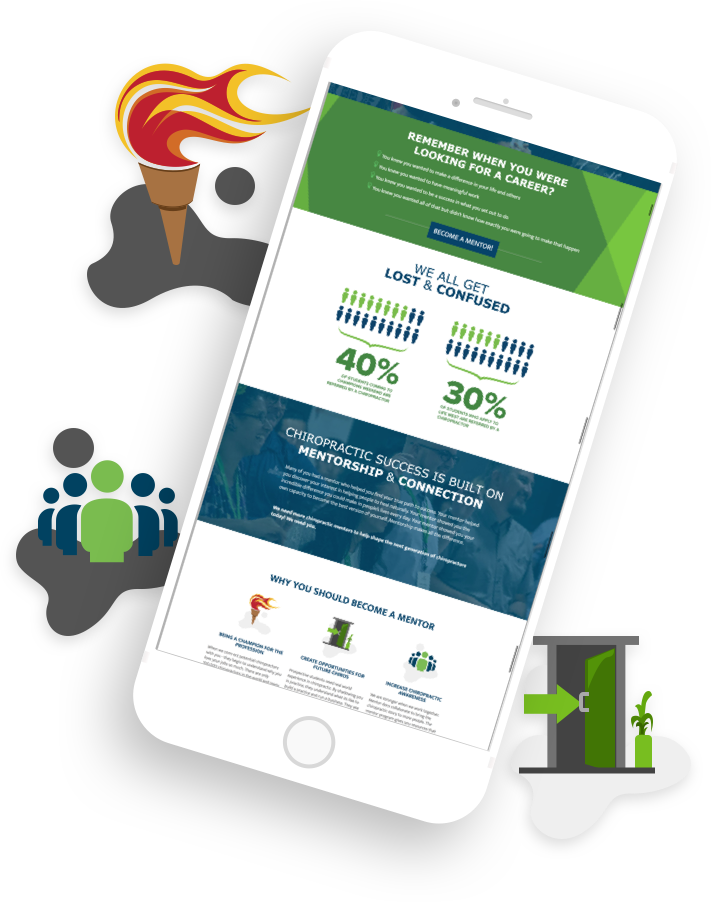 REMEMBER WHEN YOU WERE
LOOKING FOR A CAREER?
You knew you wanted to make a difference in your life and others
You knew you wanted to have meaningful work
You knew you wanted to be a success in what you set out to do
You knew you wanted all of that but didn't know how exactly you were going to make that happen
BECOME A MENTOR!
WE ALL GET
LOST & CONFUSED
40%
OF STUDENTS COMING TO
CHAMPIONS WEEKEND ARE
REFERRED BY A CHIROPRACTOR
30%
OF STUDENTS WHO APPLY TO
LIFE WEST ARE REFERRED BY A
CHIROPRACTOR
CHIROPRACTIC SUCCESS IS BUILT ON
MENTORSHIP & CONNECTION
Many of you had a mentor who helped you find your true path to success. Your mentor helped
you discover your interest in helping people to heal naturally. Your mentor showed you the
incredible difference you could make in people's lives every day. Your mentor showed you your
own capacity to become the best version of yourself. Mentorship makes all the difference.
We need more chiropractic mentors to help shape the next generation of chiropractors
today! We need you.
WHY YOU SHOULD BECOME A MENTOR
BEING A CHAMPION FOR THE
PROFESSION
CREATE OPPORTUNITIES FOR
FUTURE CHIROS
INCREASE CHIROPRACTIC
AWARENESS